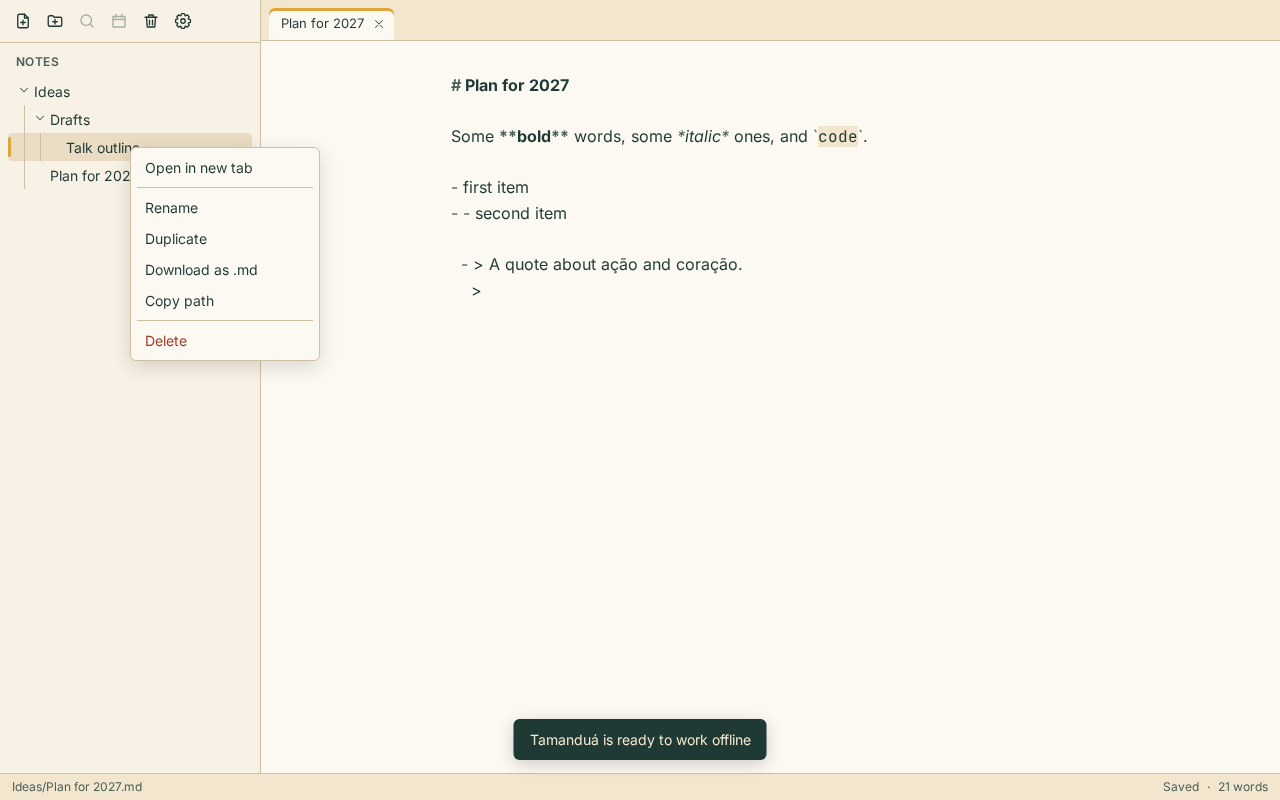 Plan for 2027
NOTES
Ideas
Drafts
Talk outline
Plan for 202
Open in new tab
Rename
Duplicate
Download as .md
Copy path
Delete
# Plan for 2027
Some **bold** words, some *italic* ones, and `code`.
- first item
- - second item
- > A quote about ação and coração.
>
Tamanduá is ready to work offline
Ideas/Plan for 2027.md
Saved · 21 words